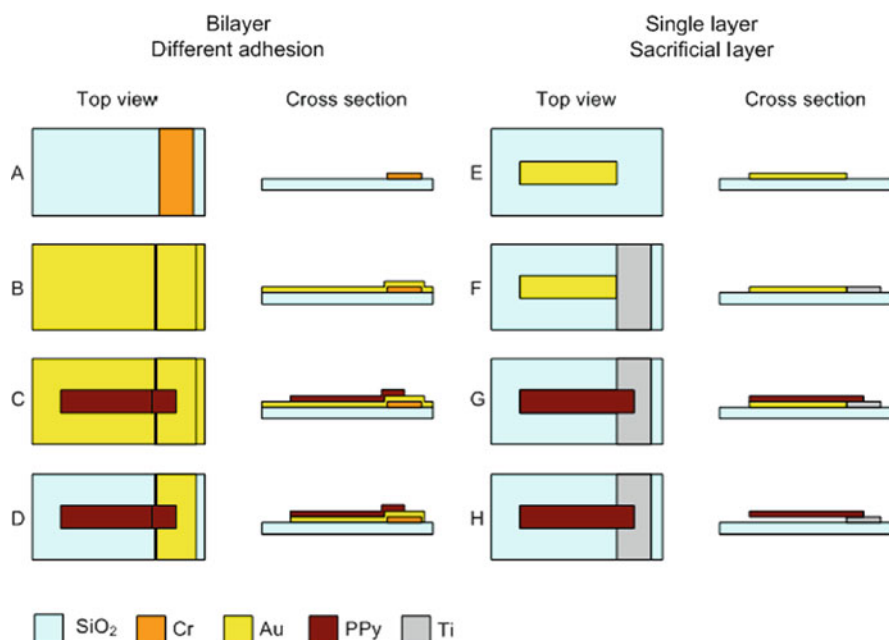 Bilayer
Different adhesion
Single layer
Sacrificial layer
Top view
Cross section
Top view
Cross section
A
E
B
F
C
G
D
H
SiO₂
Cr
Au
PPy
Ti